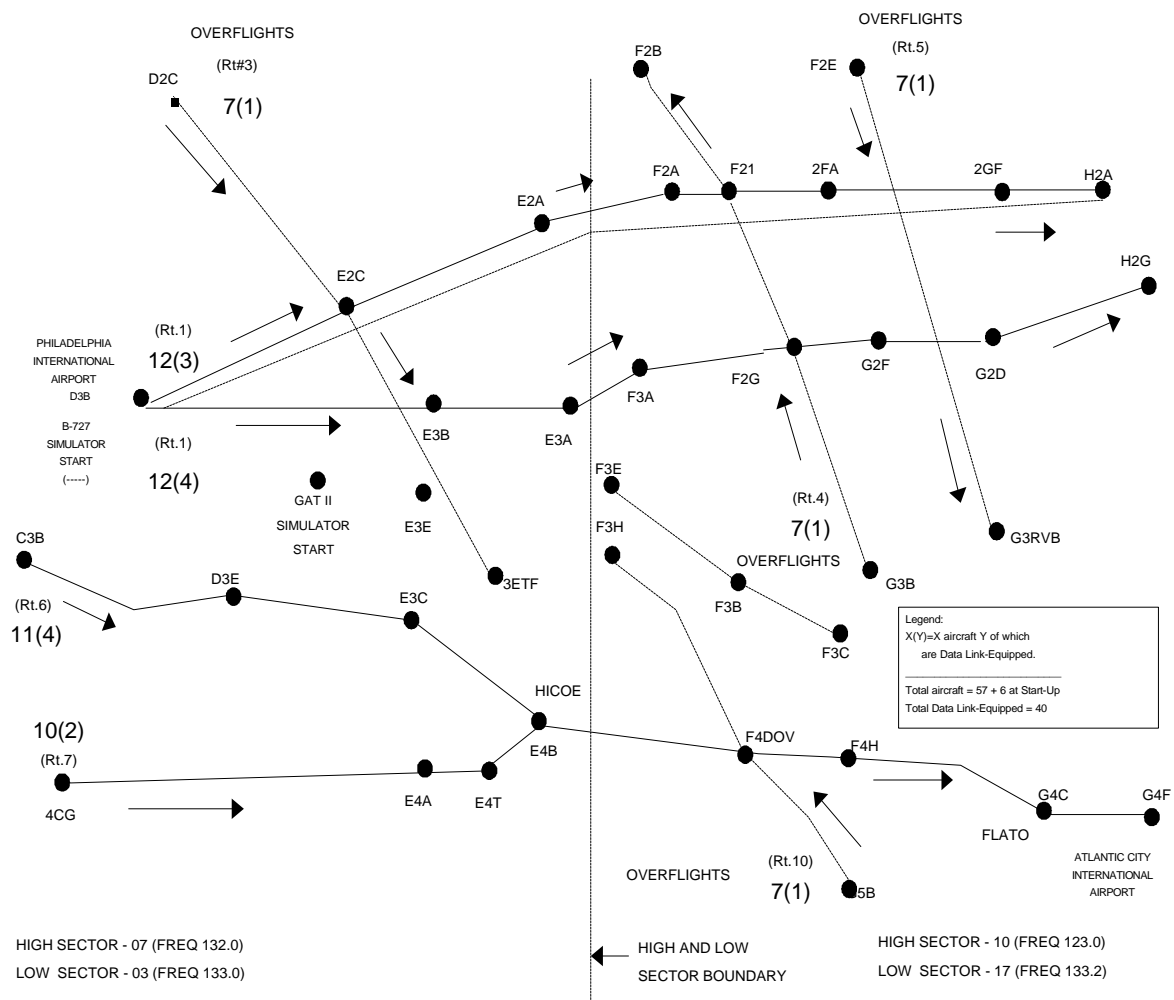 OVERFLIGHTS
(Rt#3)
D2C
7(1)
OVERFLIGHTS
(Rt.5)
F2B
F2E
7(1)
F2A
F21
2FA
2GF
H2A
E2A
E2C
H2G
(Rt.1)
12(3)
PHILADELPHIA
INTERNATIONAL
AIRPORT
D3B
B-727
SIMULATOR
START
(-----)
(Rt.1)
12(4)
F3A
F2G
G2F
G2D
E3B
E3A
GAT II
SIMULATOR
START
E3E
F3E
F3H
(Rt.4)
7(1)
OVERFLIGHTS
G3RVB
G3B
C3B
D3E
(Rt.6)
11(4)
E3C
3ETF
F3B
F3C
Legend:
X(Y)=X aircraft Y of which
are Data Link-Equipped.
Total aircraft = 57 + 6 at Start-Up
Total Data Link-Equipped = 40
HICOE
E4B
10(2)
(Rt.7)
4CG
E4A
E4T
F4DOV
F4H
G4C
FLATO
G4F
ATLANTIC CITY
INTERNATIONAL
AIRPORT
OVERFLIGHTS
(Rt.10)
7(1)
5B
HIGH SECTOR - 07 (FREQ 132.0)
LOW SECTOR - 03 (FREQ 133.0)
HIGH AND LOW
SECTOR BOUNDARY
HIGH SECTOR - 10 (FREQ 123.0)
LOW SECTOR - 17 (FREQ 133.2)